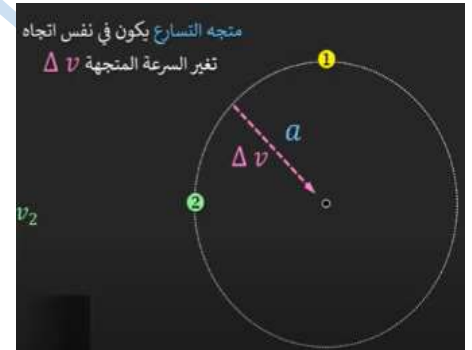 متجه التسارع يكون في نفس اتجاه
تغير السرعة المتجهة Δ v
1
a
Δ v
2
v₂